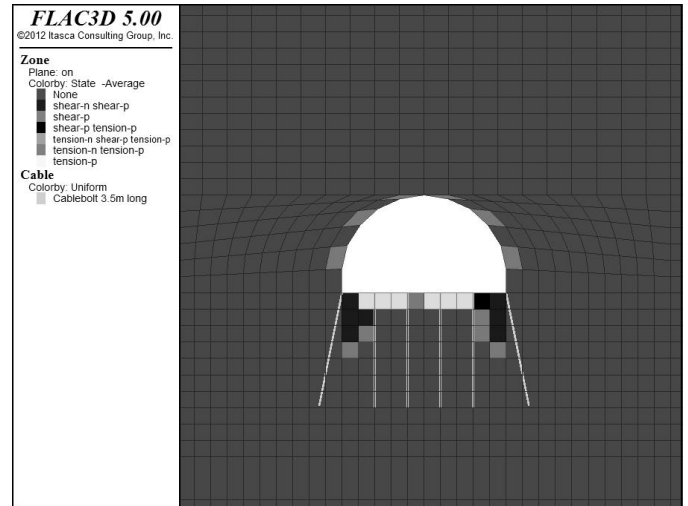 FLAC3D 5.00
©2012 Itasca Consulting Group, Inc.
Zone
Plane: on
Colorby: State -Average
None
shear-n shear-p
shear-p
shear-p tension-p
tension-n shear-p tension-p
tension-n tension-p
tension-p
Cable
Colorby: Uniform
Cablebolt 3.5m long